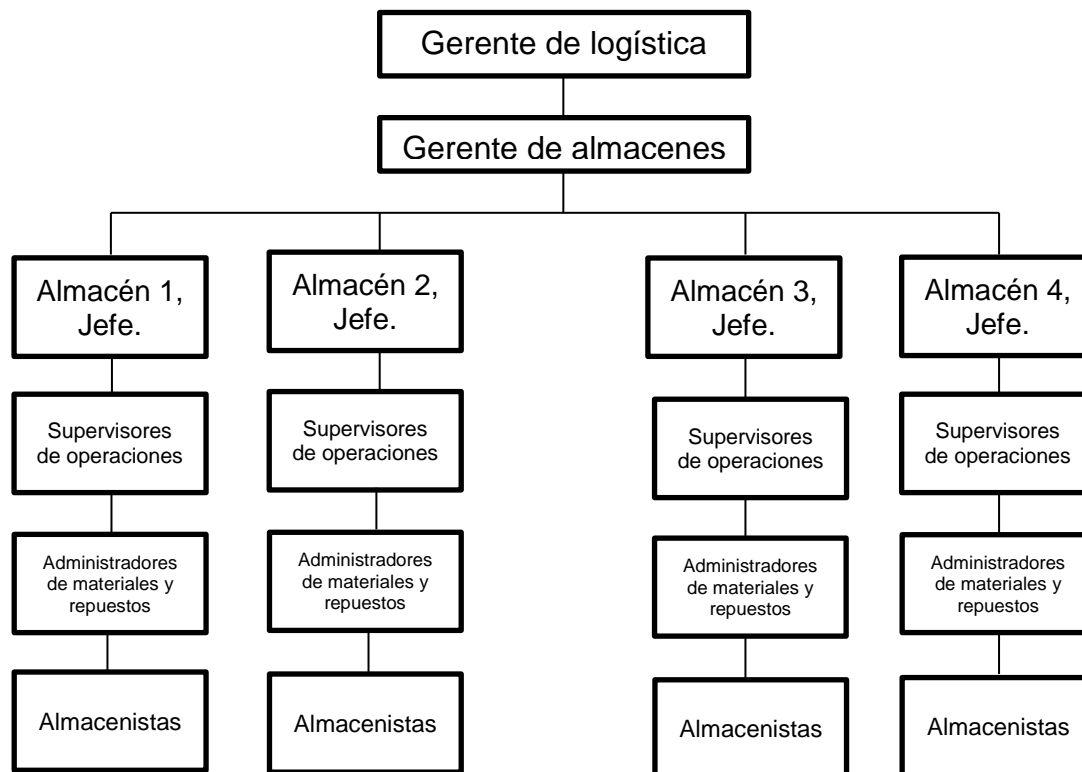 Gerente de logística
Gerente de almacenes
Almacén 1,
Jefe.
Almacén 2,
Jefe.
Almacén 3,
Jefe.
Almacén 4,
Jefe.
Supervisores
de operaciones
Supervisores
de operaciones
Supervisores
de operaciones
Supervisores
de operaciones
Administradores
de materiales y
repuestos
Administradores
de materiales y
repuestos
Administradores
de materiales y
repuestos
Administradores
de materiales y
repuestos
Almacenistas
Almacenistas
Almacenistas
Almacenistas